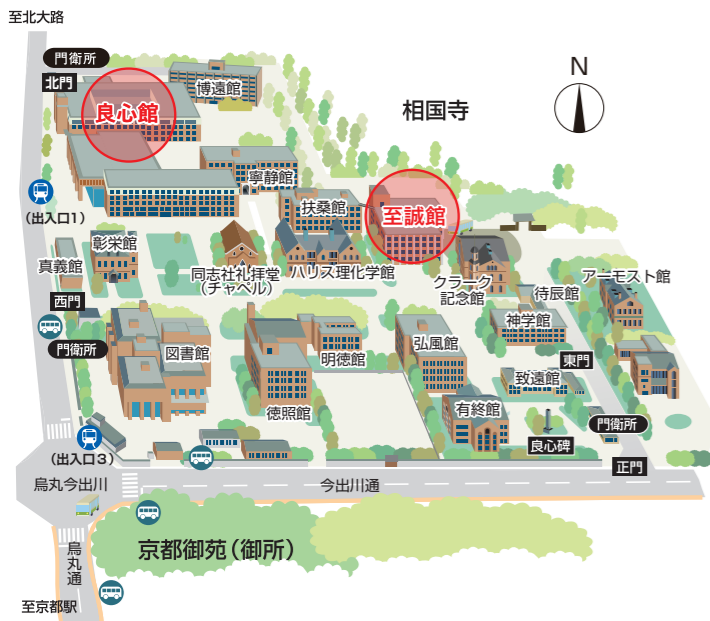 至北大路
門衛所
北門
良心館
博遠館
相国寺
N
寧静館
扶桑館
至誠館
(出入口1)
彰栄館
真義館
同志社礼拝堂
(チャペル)
ハリス理化学館
クラーク
記念館
アーモスト館
待辰館
西門
神学館
門衛所
図書館
明徳館
弘風館
東門
致遠館
徳照館
有終館
門衛所
良心碑
(出入口3)
正門
烏丸今出川
今出川通
京都御苑(御所)
烏丸通
至京都駅